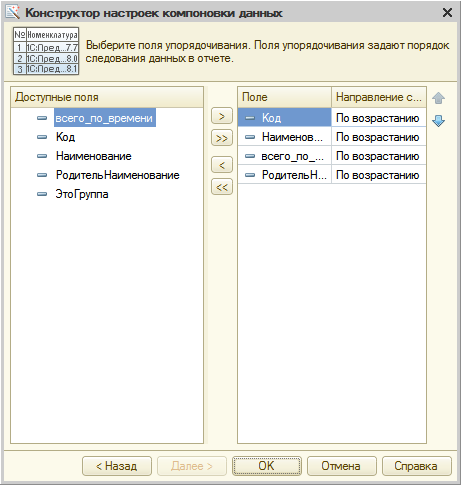 Конструктор настроек компоновки данных
№ Номенклатура
1 1С:Пред...7.7
2 1С:Пред...8.0
3 1С:Пред...8.1
Выберите поля упорядочивания. Поля упорядочивания задают порядок
следования данных в отчете.
Доступные поля
всего_по_времени
Код
Наименование
РодительНаименование
ЭтоГруппа
>
>>
<
<<
Поле Направление с...
Код По возрастанию
Наименов... По возрастанию
всего_по_... По возрастанию
РодительН... По возрастанию
< Назад Далее > OK Отмена Справка